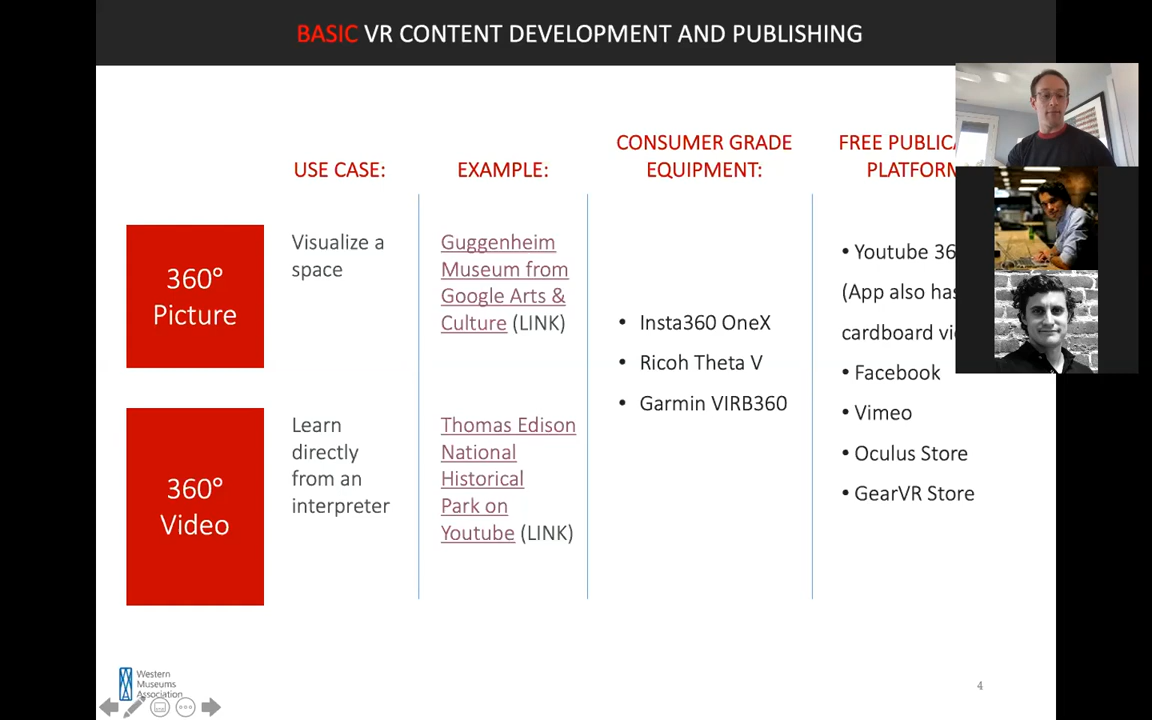 BASIC VR CONTENT DEVELOPMENT AND PUBLISHING
USE CASE:
EXAMPLE:
CONSUMER GRADE
EQUIPMENT:
FREE
PLATFORM
360°
Picture
Visualize a
space
Guggenheim
Museum from
Google Arts &
Culture (LINK)
• Insta360 OneX
• Ricoh Theta V
• Garmin VIRB360
• Youtube
(App also has
cardboard
• Facebook
• Vimeo
• Oculus Store
• GearVR Store
360°
Video
Learn
directly
from an
interpreter
Thomas Edison
National
Historical
Park on
Youtube (LINK)
Western
Museums
Association
4